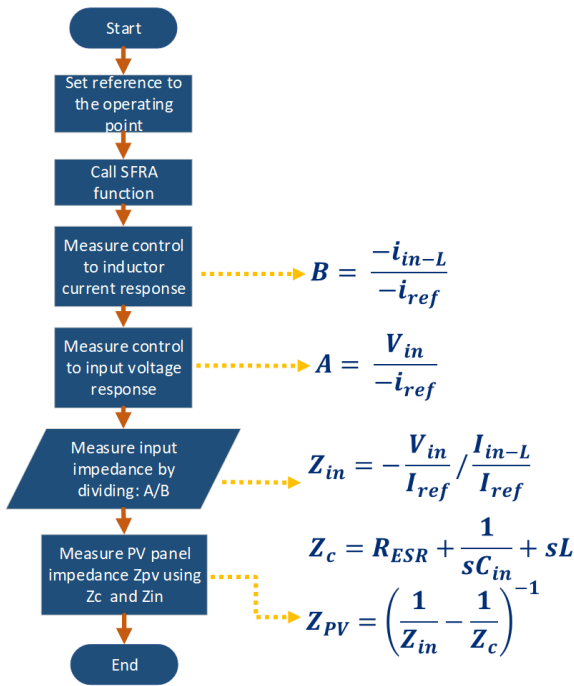 Start
Set reference to
the operating
point
Call SFRA
function
Measure control
to inductor
current response
B = -i_{in-L} / -i_{ref}
Measure control
to input voltage
response
A = V_{in} / -i_{ref}
Measure input
impedance by
dividing: A/B
Z_{in} = - V_{in}/I_{ref} / I_{in-L}/I_{ref}
Measure PV panel
impedance Zpv using
Zc and Zin
Z_c = R_{ESR} + 1/sC_{in} + sL
Z_{PV} = (1/Z_{in} - 1/Z_c)^{-1}
End